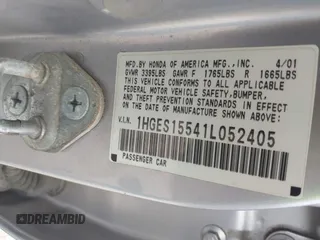 MFD.BY HONDA OF AMERICA MFG.,INC. 4/01
GVWR 3395LBS GAWR F 1765LBS R 1665LBS
THIS VEHICLE CONFORMS TO ALL APPLICABLE
FEDERAL MOTOR VEHICLE SAFETY,BUMPER,
AND THEFT PREVENTION STANDARDS IN EFFECT
ON THE DATE OF MANUFACTURE SHOWN ABOVE.
V.I.N. 1HGES15541L052405
PASSENGER CAR
DREAMBID